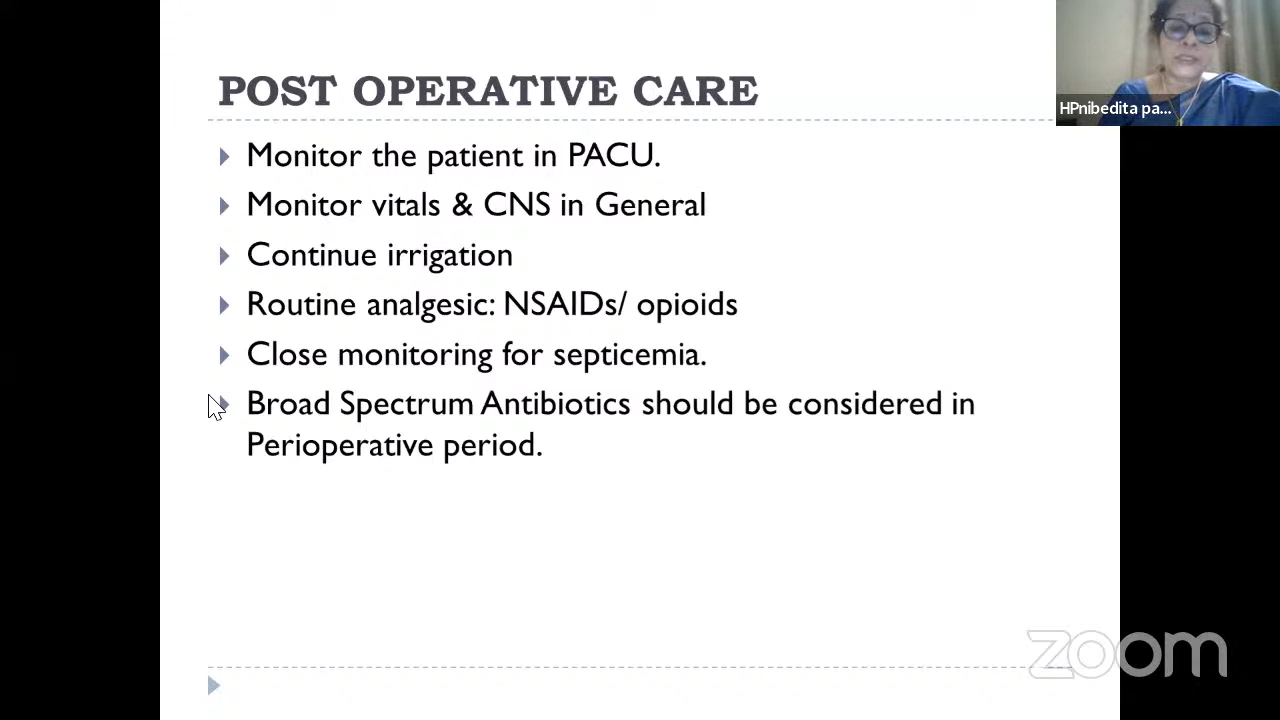 POST OPERATIVE CARE
HPnibedita pa...
Monitor the patient in PACU.
Monitor vitals & CNS in General
Continue irrigation
Routine analgesic: NSAIDs/ opioids
Close monitoring for septicemia.
Broad Spectrum Antibiotics should be considered in
Perioperative period.
zoom